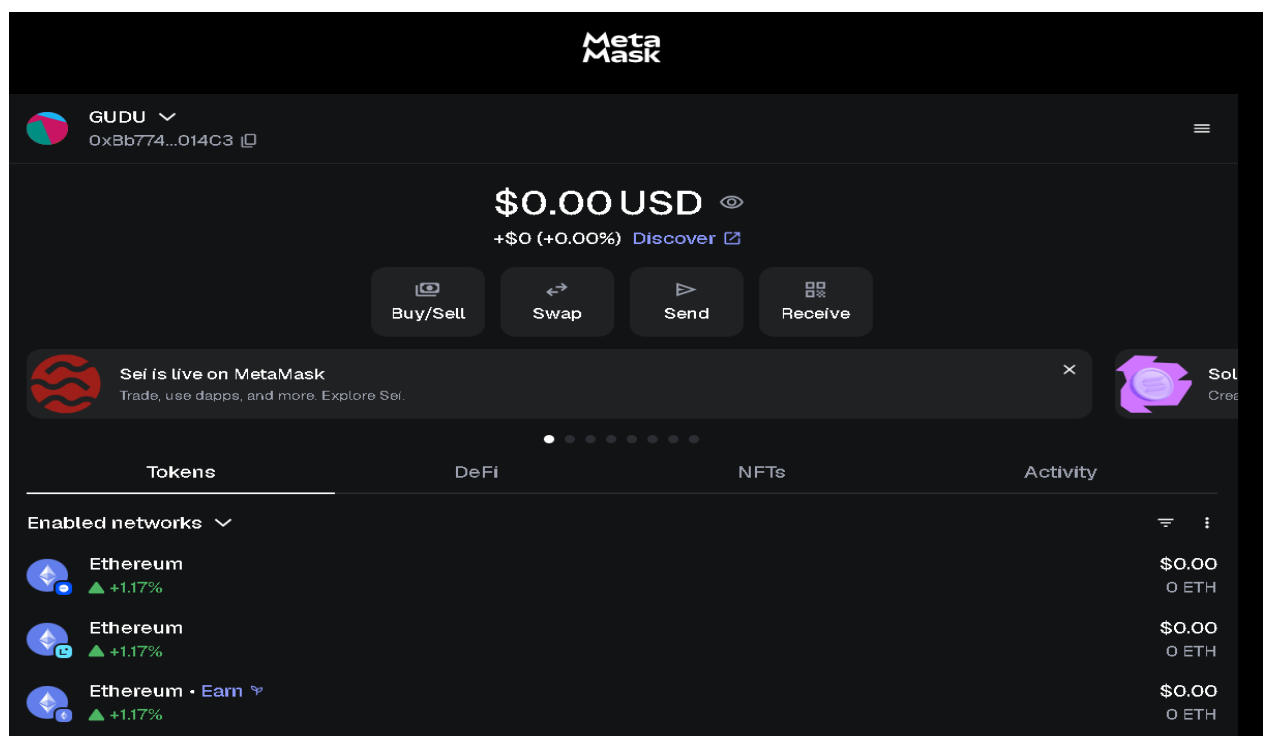 Meta
Mask
GUDU
0xBb774...014C3
$0.00 USD
+$0 (+0.00%) Discover
Buy/Sell
Swap
Send
Receive
Sei is live on MetaMask
Trade, use dapps, and more. Explore Sei.
Sol
Crea
Tokens
DeFi
NFTs
Activity
Enabled networks
Ethereum
$0.00
+1.17%
0 ETH
Ethereum
$0.00
+1.17%
0 ETH
Ethereum • Earn
$0.00
+1.17%
0 ETH